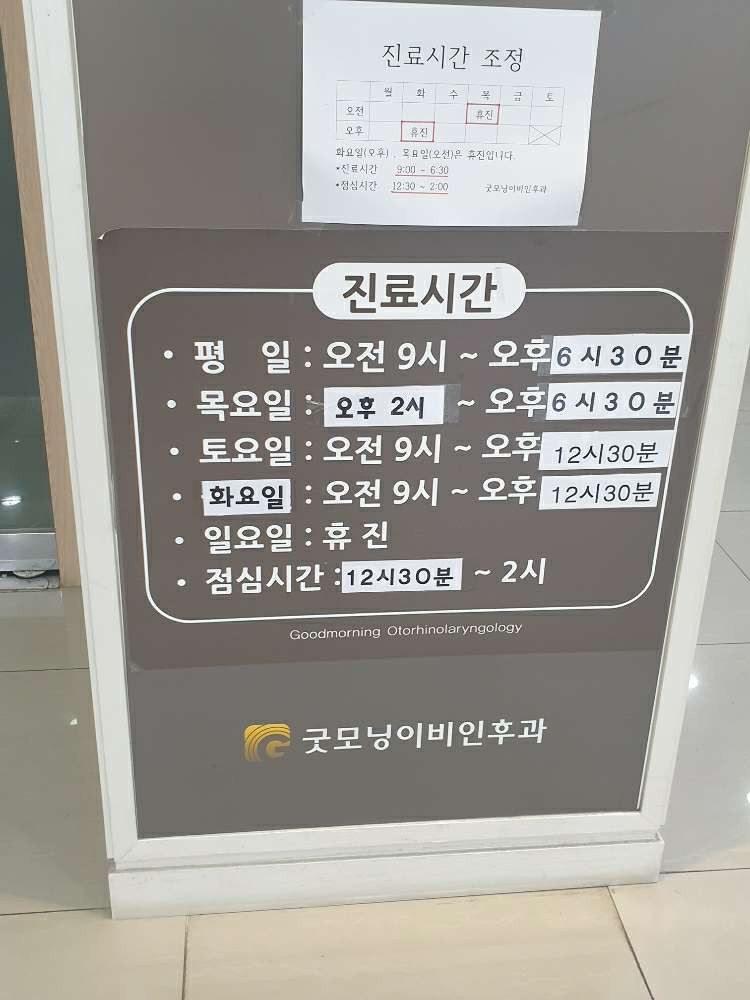 진료시간 조정
월 화 수 목 금 토
오전 휴진
오후 휴진
화요일(오후) , 목요일(오전)은 휴진입니다.
*진료시간 9:00 ~ 6:30
*점심시간 12:30 ~ 2:00 굿모닝이비인후과
진료시간
• 평 일 : 오전 9시 ~ 오후 6시30분
• 목요일 : 오후 2시 ~ 오후 6시30분
• 토요일 : 오전 9시 ~ 오후 12시30분
• 화요일 : 오전 9시 ~ 오후 12시30분
• 일요일 : 휴 진
• 점심시간 : 12시30분 ~ 2시
Goodmorning Otorhinolaryngology
굿모닝이비인후과